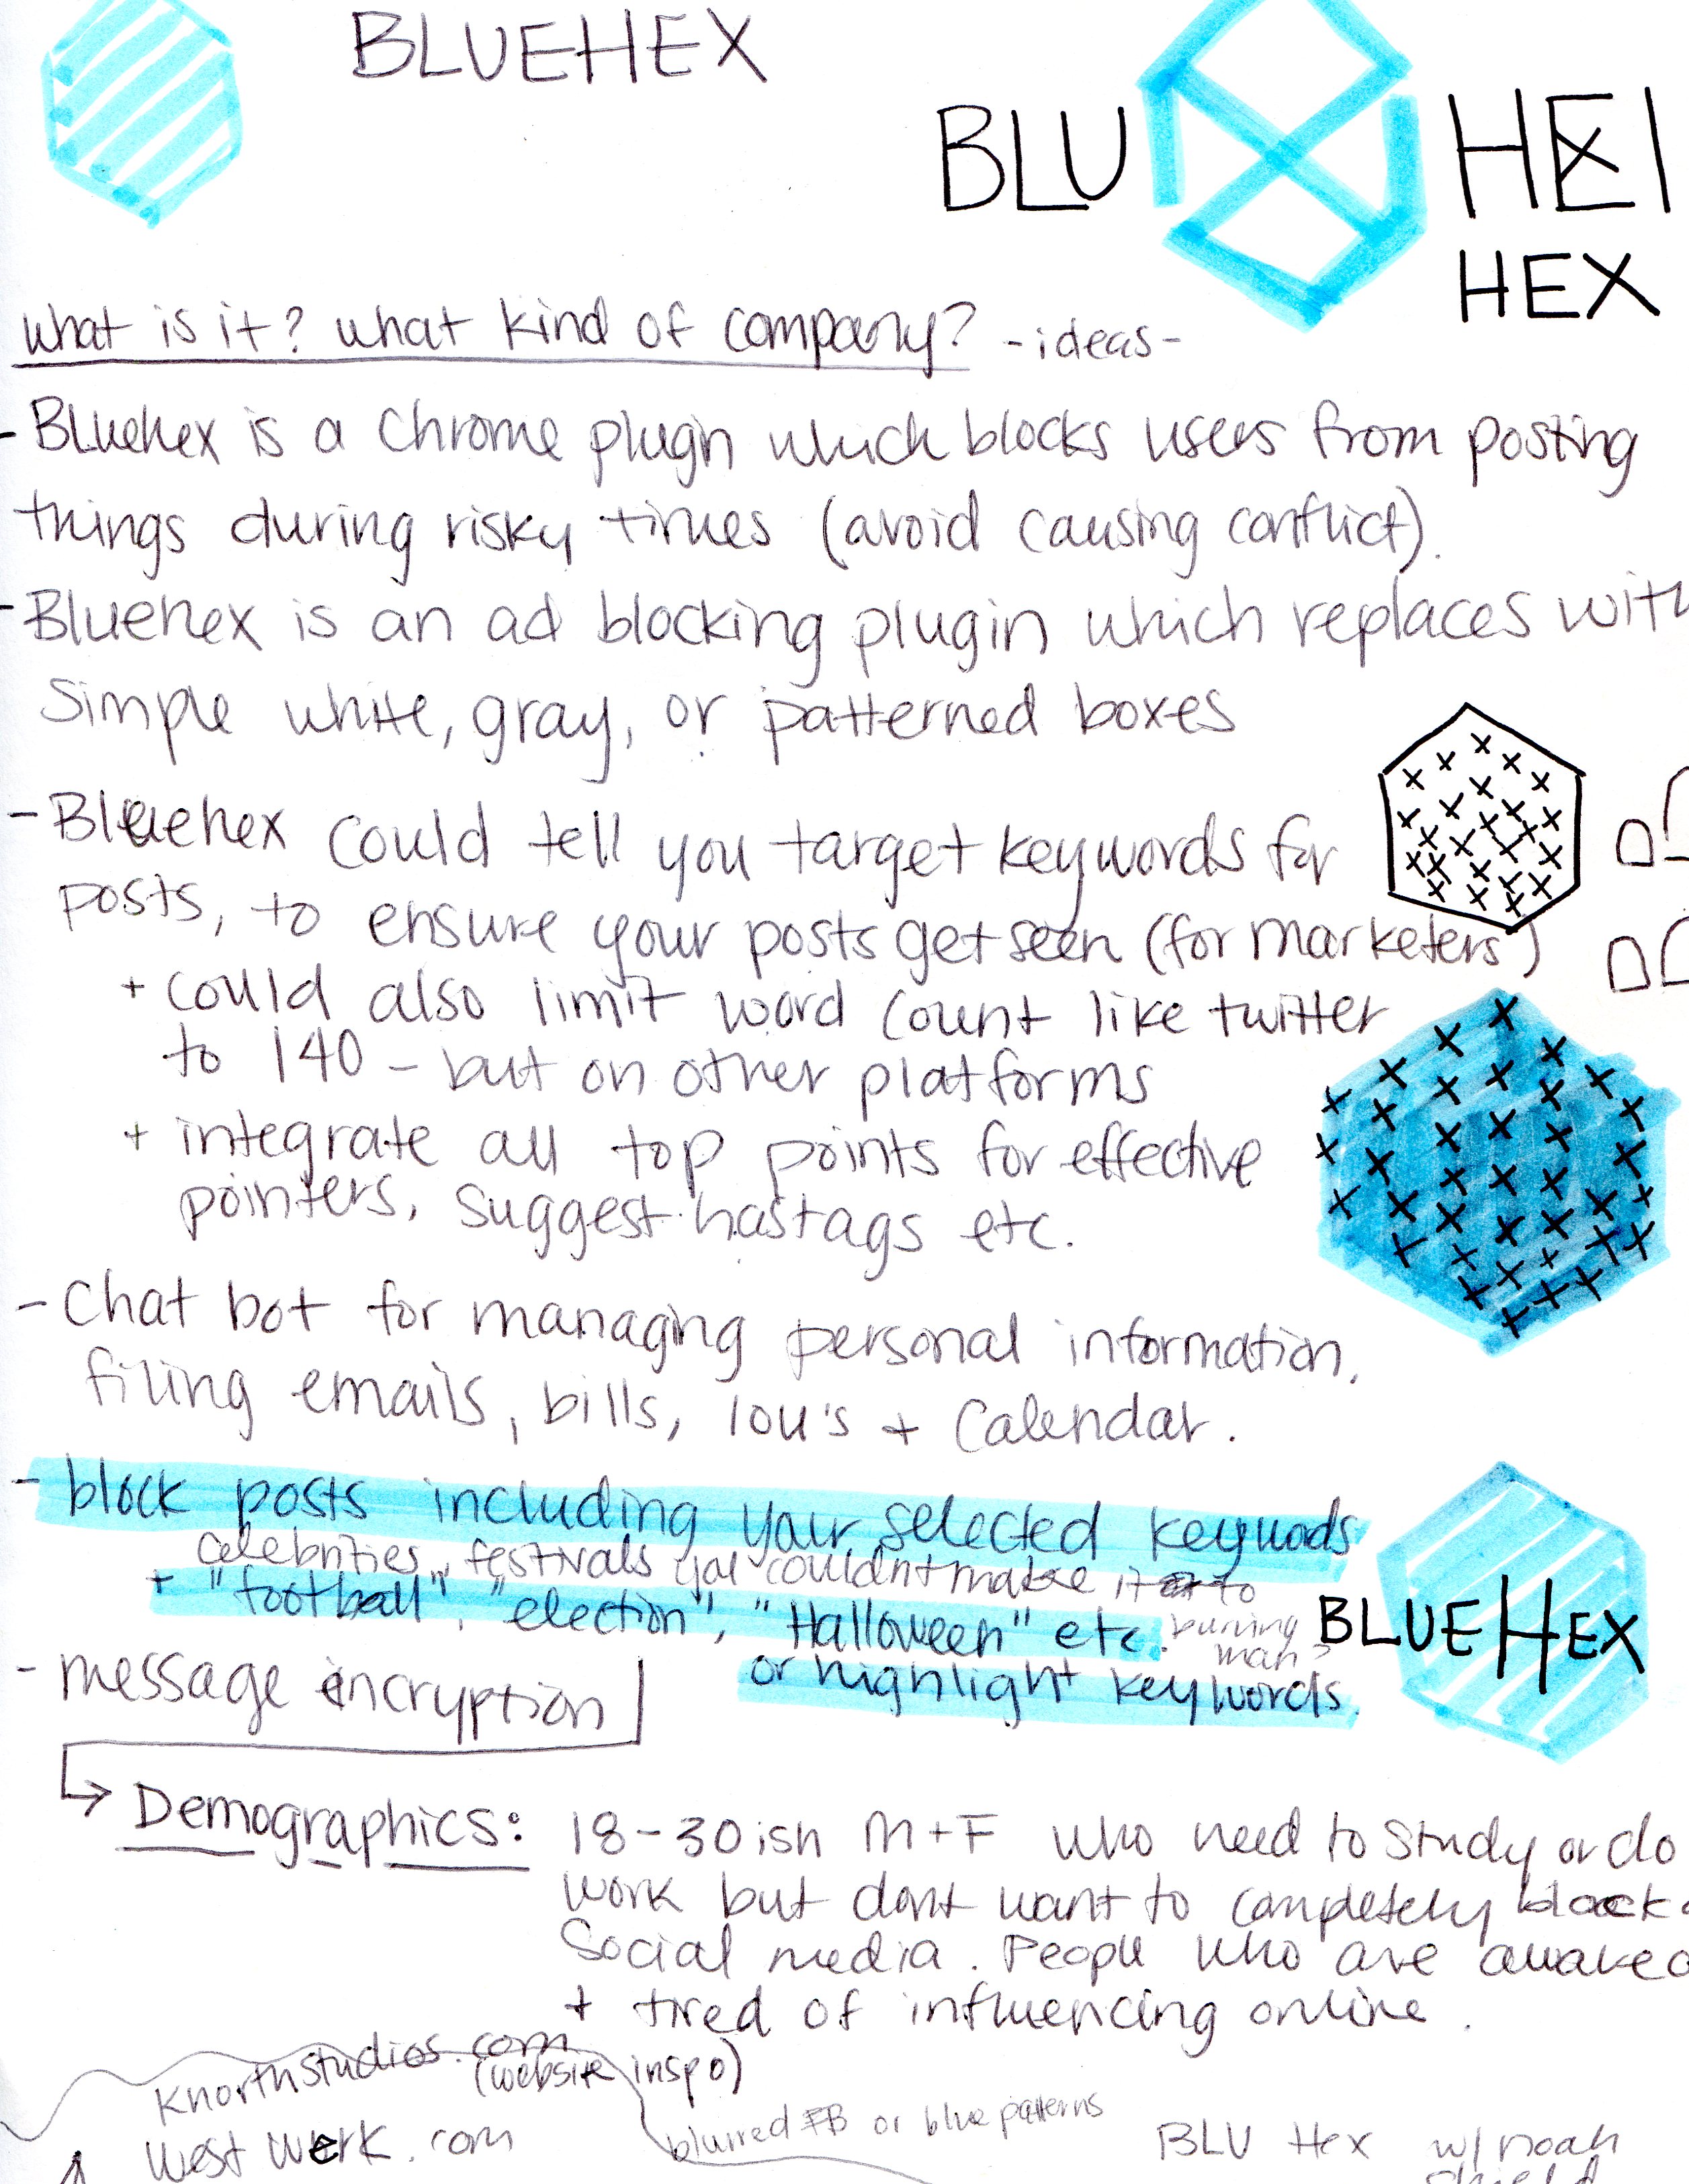 BLUEHEX
BLU HEX
HEX
what is it? what kind of company? -ideas-
- Bluehex is a Chrome plugin which blocks users from posting
things during risky times (avoid causing conflict).
- Bluehex is an ad blocking plugin which replaces with
simple white, gray, or patterned boxes
- Bluehex could tell you target keywords for
posts, to ensure your posts get seen (for marketers)
+ could also limit word count like twitter
to 140 - but on other platforms
+ integrate all top points for effective
pointers, suggest hastags etc.
- Chat bot for managing personal information,
filing emails, bills, IOU's + Calendar.
- block posts including your selected keywods
celebrities, festivals you couldnt make it to
+ "football", "election", "Halloween" etc.
burning
man?
or highlight keywords.
BLUEHEX
- message encryption
Demographics: 18-30ish M+F who need to study or do
work but dont want to completely block
social media. People who are
+ tired of influencing online.
knorthstudios.com
(website inspo)
westwerk.com
blurred FB or blue patterns
BLU Hex w/ noah
shield